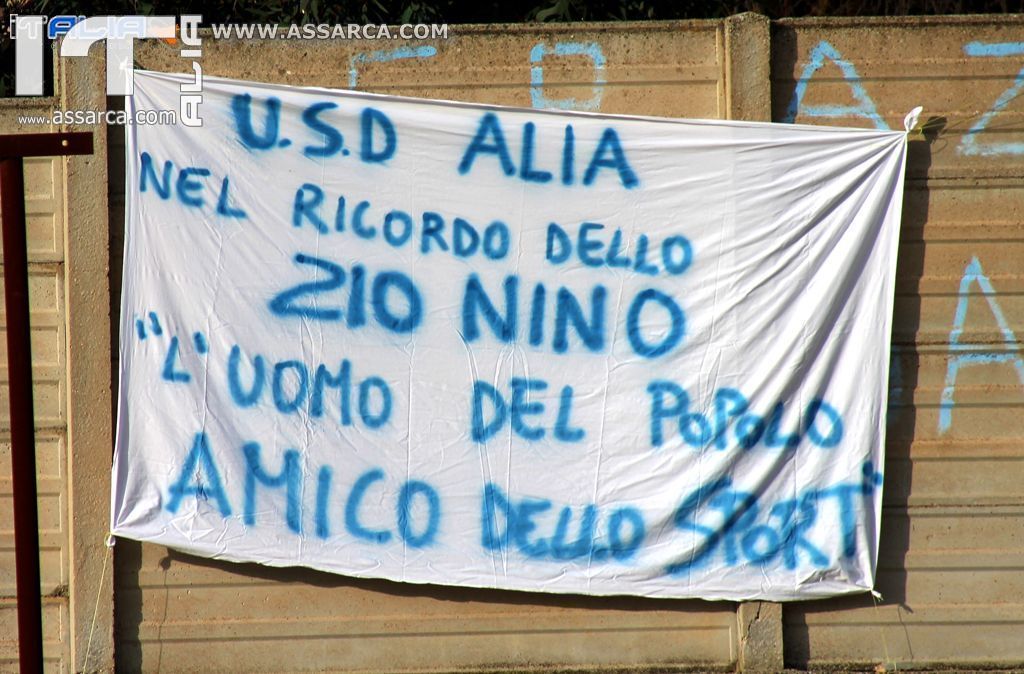 WWW.ASSARCA.COM
ITALIA
ALIA
www.assarca.com
U.S.D ALIA
NEL RICORDO DELLO
ZIO NINO
"L'UOMO DEL POPOLO
AMICO DELLO SPORT"